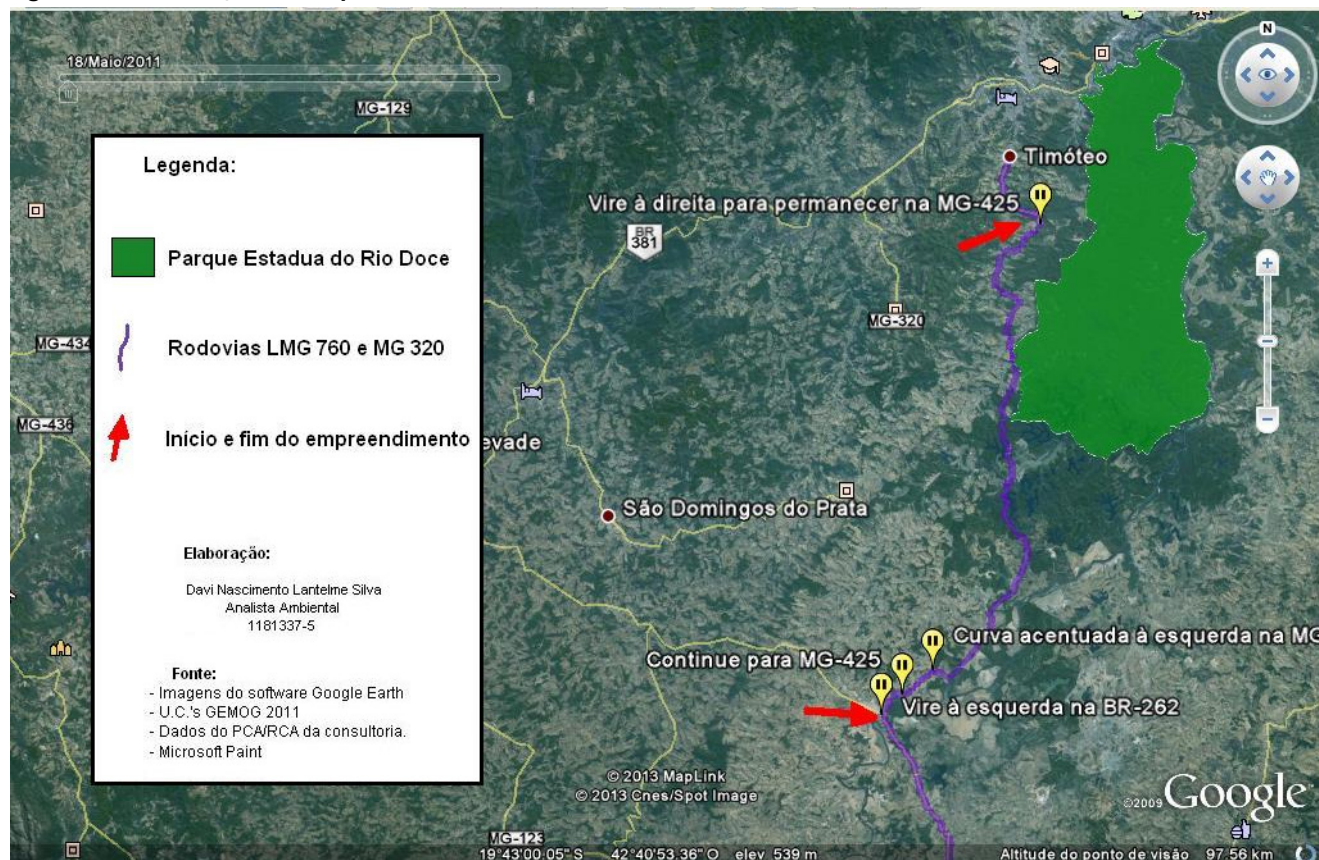 18/Maio/2011
MG-129
N
Legenda:
Timóteo
Vire à direita para permanecer na MG-425
BR
381
Parque Estadua do Rio Doce
MG-320
MG-434
Rodovias LMG 760 e MG 320
MG-436
Início e fim do empreendimento
evade
São Domingos do Prata
Elaboração:
Davi Nascimento Lantelme Silva
Analista Ambiental
1181337-5
Curva acentuada à esquerda na MG
Continue para MG-425
Vire à esquerda na BR-262
Fonte:
- Imagens do software Google Earth
- U.C.'s GEMOG 2011
- Dados do PCA/RCA da consultoria.
- Microsoft Paint
© 2013 MapLink
© 2013 Cnes/Spot Image
©2009 Google
MG-123
19°43'00.05" S 42°40'53.36" O elev 539 m
Altitude do ponto de visão 97.56 km